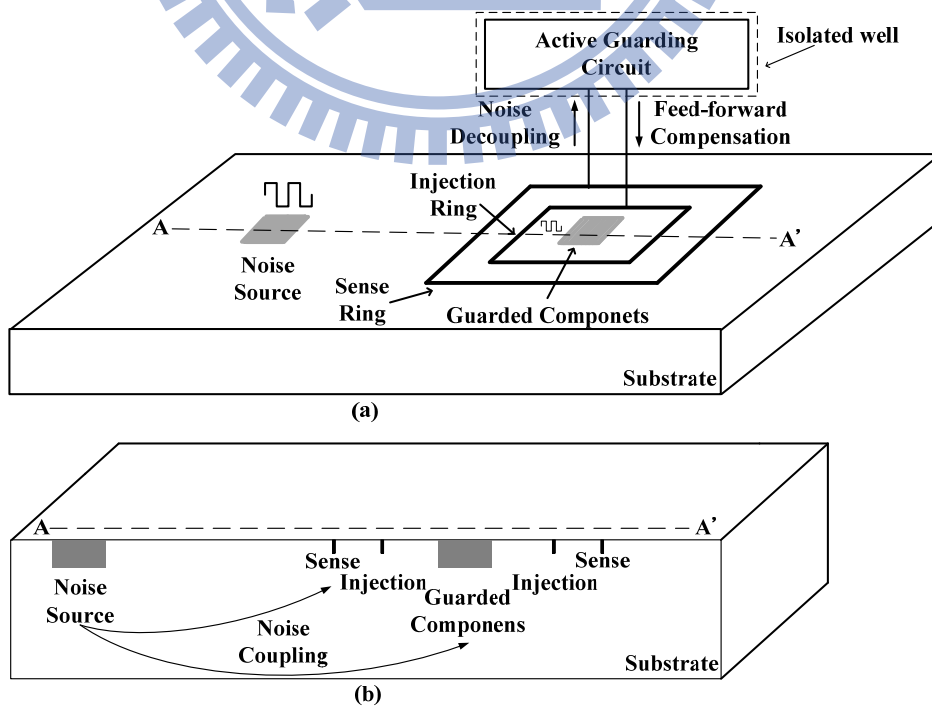 Active Guarding
Circuit
Isolated well
Noise
Decoupling
Feed-forward
Compensation
Injection
Ring
A
A'
Noise
Source
Sense
Ring
Guarded Componets
Substrate
(a)
A
A'
Sense
Sense
Injection
Injection
Noise
Source
Guarded
Componens
Noise
Coupling
Substrate
(b)